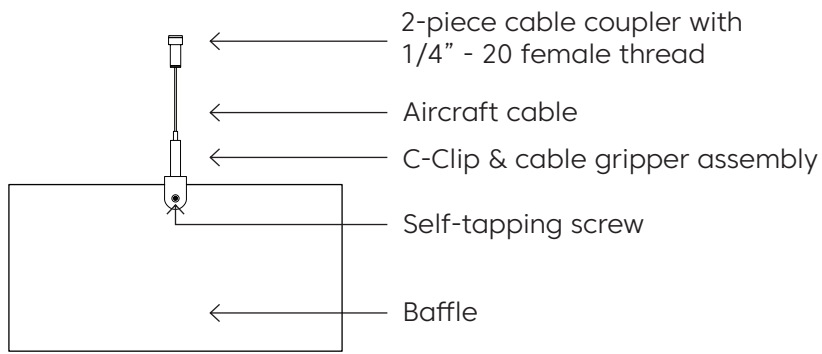 2-piece cable coupler with
1/4” - 20 female thread
Aircraft cable
C-Clip & cable gripper assembly
Self-tapping screw
Baffle